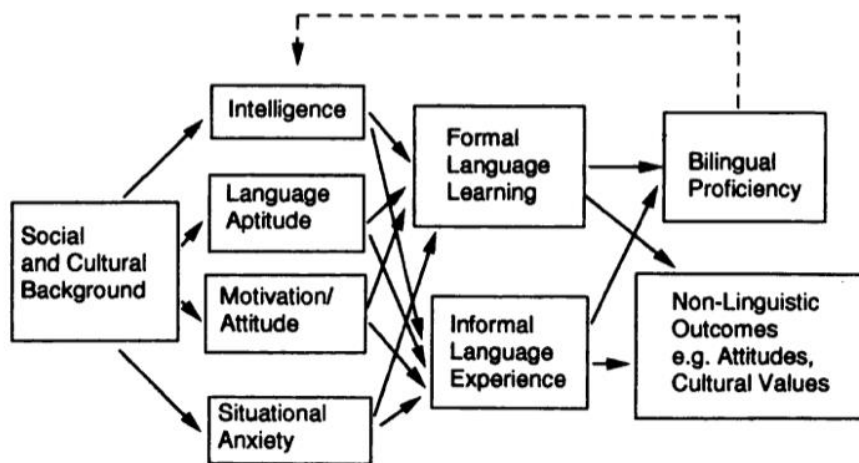 Social
and Cultural
Background
Intelligence
Language
Aptitude
Motivation/
Attitude
Situational
Anxiety
Formal
Language
Learning
Informal
Language
Experience
Bilingual
Proficiency
Non-Linguistic
Outcomes
e.g. Attitudes,
Cultural Values